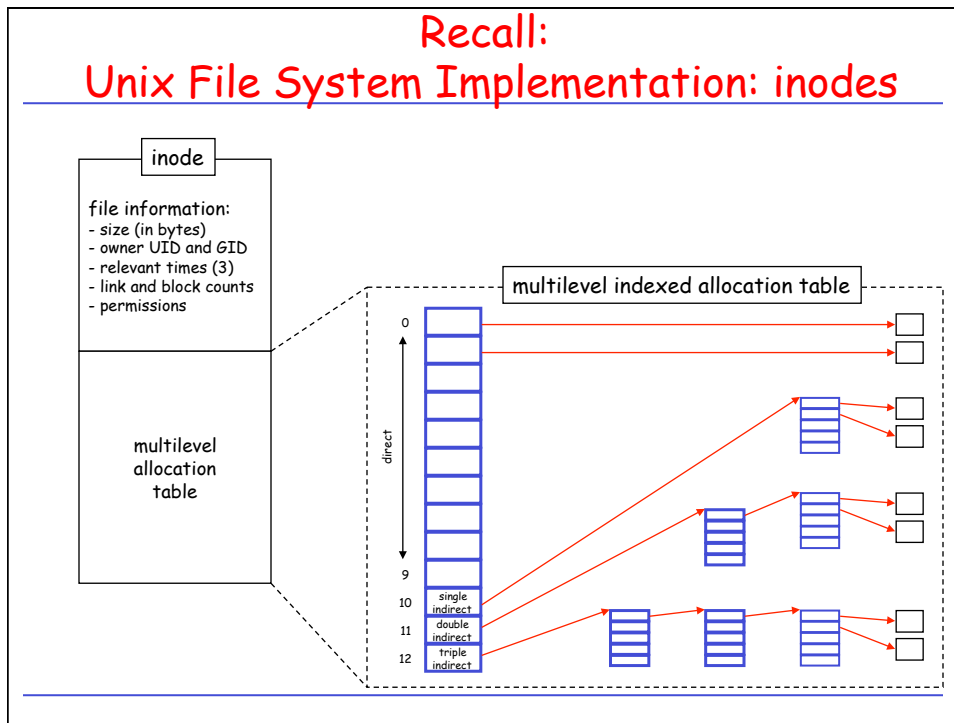 Recall:
Unix File System Implementation: inodes
inode
file information:
- size (in bytes)
- owner UID and GID
- relevant times (3)
- link and block counts
- permissions
multilevel
allocation
table
multilevel indexed allocation table
0
direct
9
10
single
indirect
11
double
indirect
12
triple
indirect